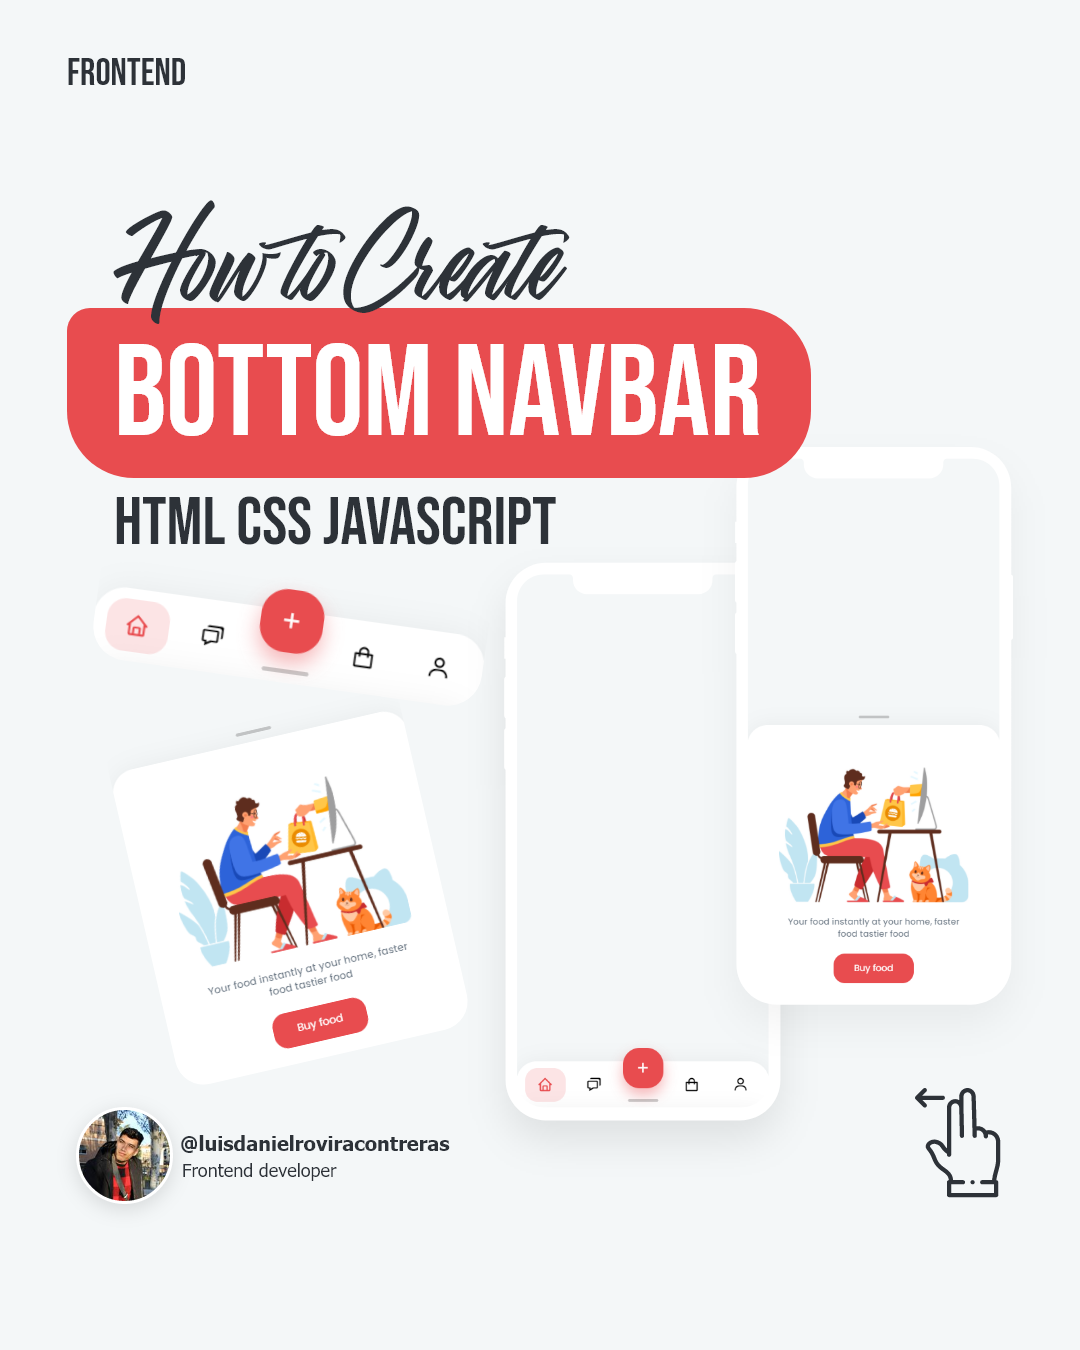 FRONTEND
How to Create
BOTTOM NAVBAR
HTML CSS JAVASCRIPT
Your food instantly at your home, faster
food tastier food
Buy food
Your food instantly at your home, faster
food tastier food
Buy food
@luisdanielroviracontreras
Frontend developer